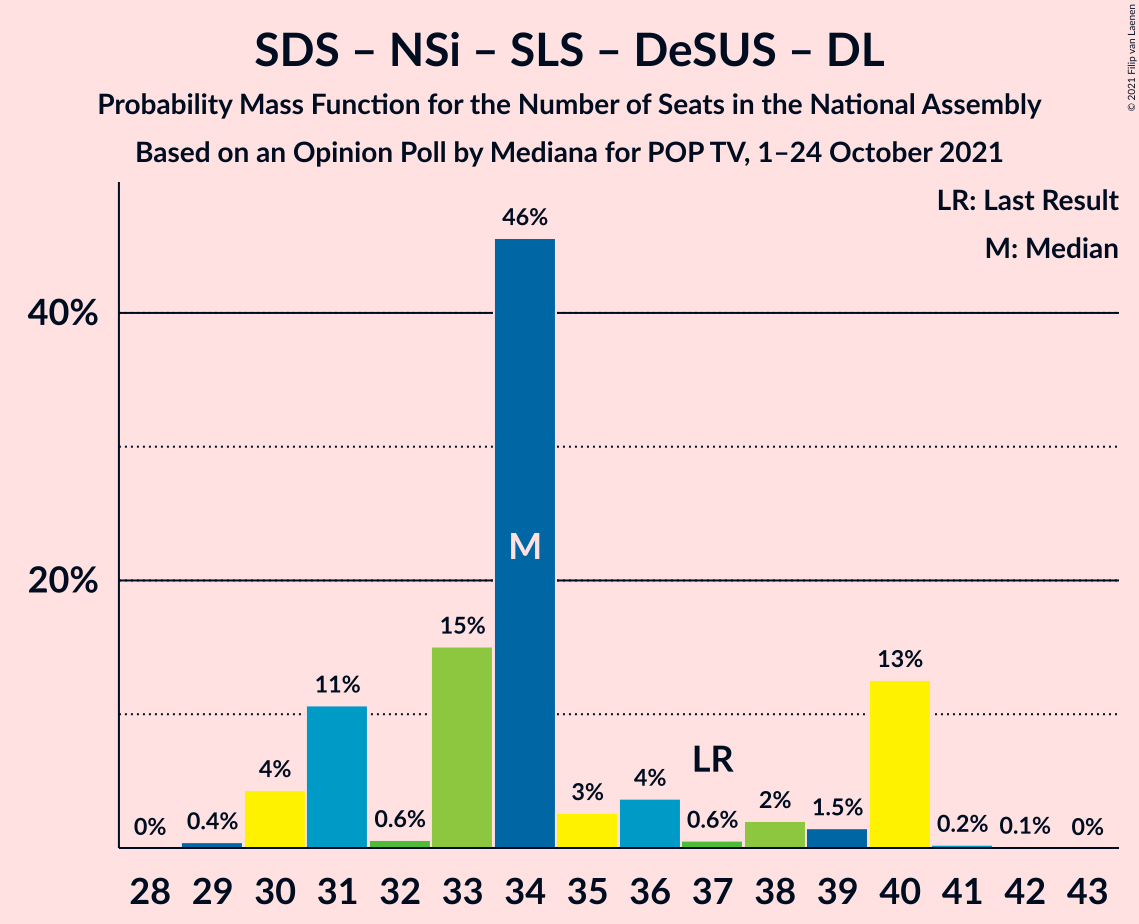 SDS – NSi – SLS – DeSUS – DL
Probability Mass Function for the Number of Seats in the National Assembly
Based on an Opinion Poll by Mediana for POP TV, 1–24 October 2021
© 2021 Filip van Laenen
LR: Last Result
M: Median
40%
20%
0%
0.4%
4%
11%
0.6%
15%
46%
M
3%
4%
LR
0.6%
2%
1.5%
13%
0.2%
0.1%
0%
28 29 30 31 32 33 34 35 36 37 38 39 40 41 42 43